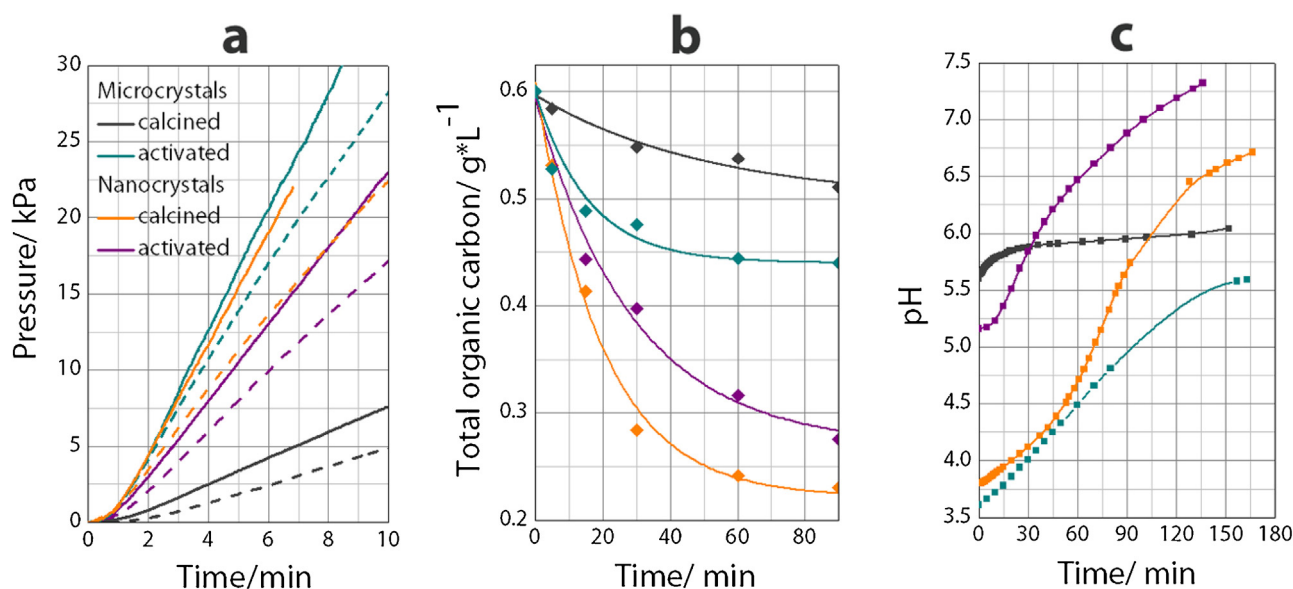 a
Pressure/ kPa
30
25
20
15
10
5
0
Microcrystals
calcined
activated
Nanocrystals
calcined
activated
0 2 4 6 8 10
Time/min
b
Total organic carbon/ g*L⁻¹
0.6
0.5
0.4
0.3
0.2
0 20 40 60 80
Time/ min
c
pH
7.5
7.0
6.5
6.0
5.5
5.0
4.5
4.0
3.5
0 30 60 90 120 150 180
Time/ min